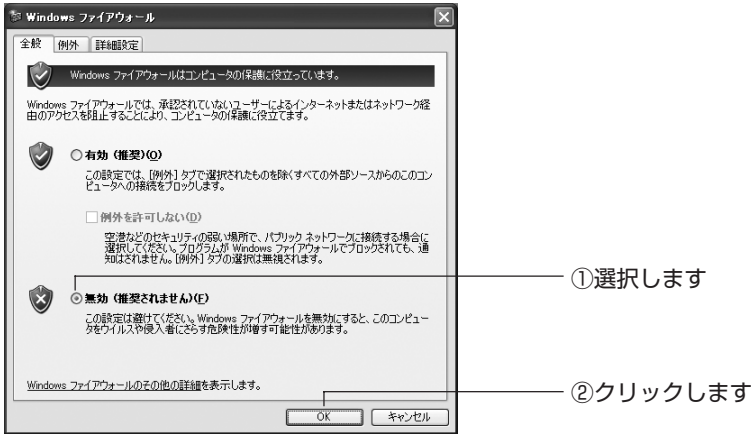 Windows ファイアウォール
全般 例外 詳細設定
Windows ファイアウォールはコンピュータの保護に役立っています。
Windows ファイアウォールでは、承認されていないユーザーによるインターネットまたはネットワーク経
由のアクセスを阻止することにより、コンピュータの保護に役立てます。
有効 (推奨)(O)
この設定では、[例外] タブで選択されたものを除くすべての外部ソースからのこのコン
ピュータへの接続をブロックします。
例外を許可しない(D)
空港などのセキュリティの弱い場所で、パブリック ネットワークに接続する場合に
選択してください。プログラムが Windows ファイアウォールでブロックされても、通
知はされません。[例外] タブの選択は無視されます。
①選択します
無効 (推奨されません)(F)
この設定は避けてください。Windows ファイアウォールを無効にすると、このコンピュー
タをウイルスや侵入者にさらす危険性が増す可能性があります。
Windows ファイアウォールのその他の詳細を表示します。
②クリックします
OK キャンセル